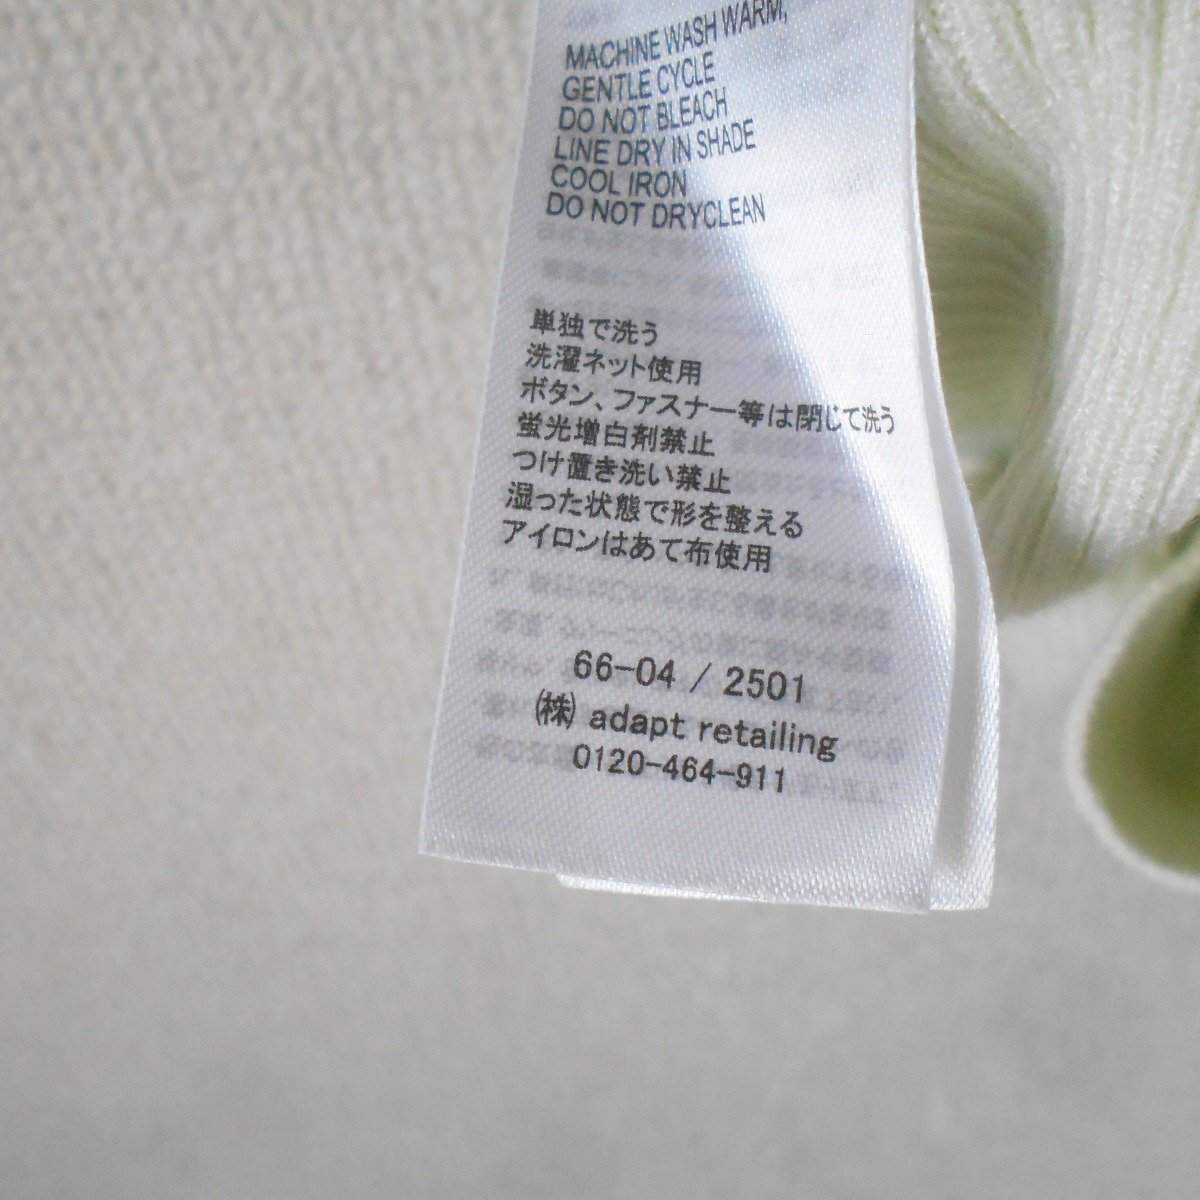 MACHINE WASH WARM,
GENTLE CYCLE
DO NOT BLEACH
LINE DRY IN SHADE
COOL IRON
DO NOT DRYCLEAN
単独で洗う
洗濯ネット使用
ボタン、ファスナー等は閉じて洗う
蛍光増白剤禁止
つけ置き洗い禁止
湿った状態で形を整える
アイロンはあて布使用
66-04 / 2501
㈱ adapt retailing
0120-464-911